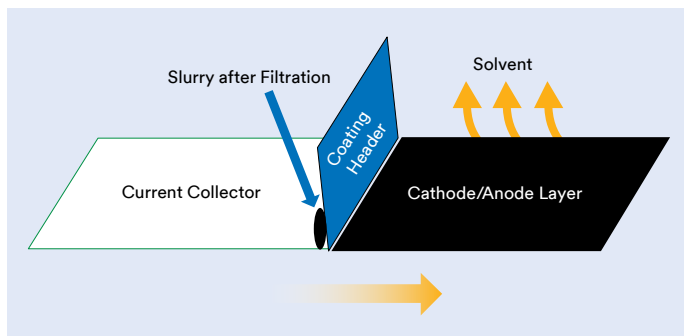 Solvent
Slurry after Filtration
Coating
Header
Current Collector
Cathode/Anode Layer